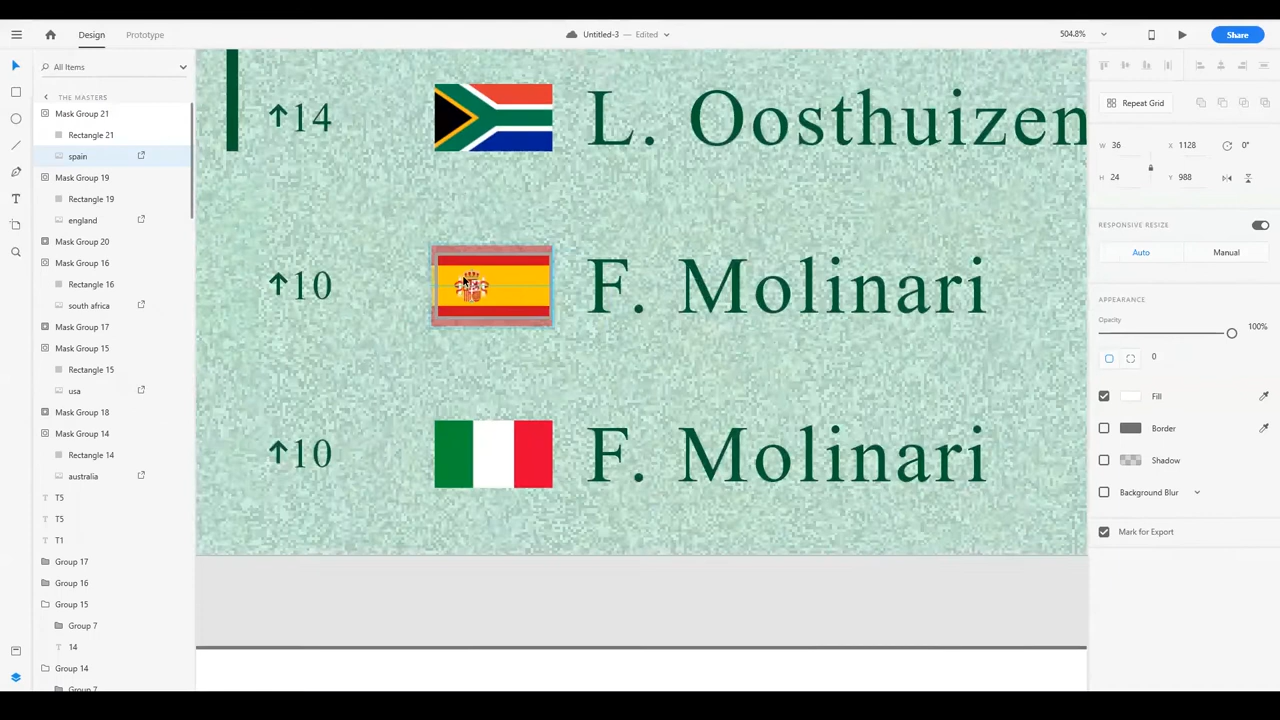 Design
Prototype
Untitled-3 — Edited
504.8%
Share
All Items
THE MASTERS
Mask Group 21
Rectangle 21
spain
Mask Group 19
Rectangle 19
england
Mask Group 20
Mask Group 16
Rectangle 16
south africa
Mask Group 17
Mask Group 15
Rectangle 15
usa
Mask Group 18
Mask Group 14
Rectangle 14
australia
T5
T5
T1
Group 17
Group 16
Group 15
Group 7
14
Group 14
Group 7
↑14
L. Oosthuizen
↑10
F. Molinari
↑10
F. Molinari
Repeat Grid
W 36
X 1128
0°
H 24
Y 988
RESPONSIVE RESIZE
Auto
Manual
APPEARANCE
Opacity
100%
0
Fill
Border
Shadow
Background Blur
Mark for Export